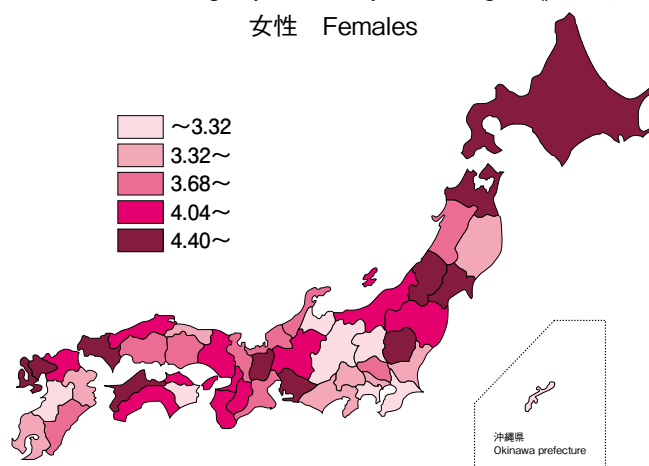 女性 Females
～3.32
3.32～
3.68～
4.04～
4.40～
沖縄県
Okinawa prefecture